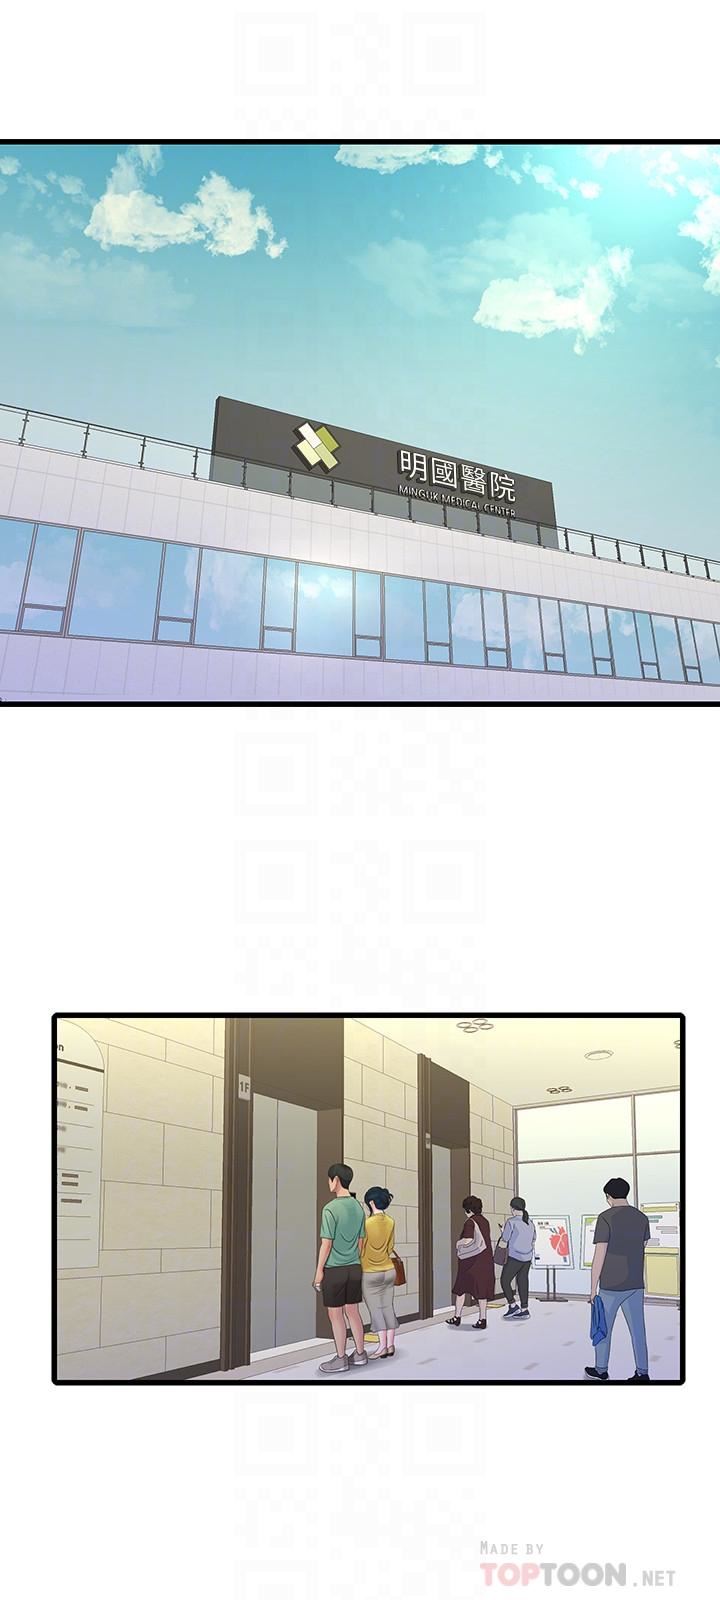 明國醫院
MINGUK MEDICAL CENTER
1F
MADE BY
TOPTOON.NET